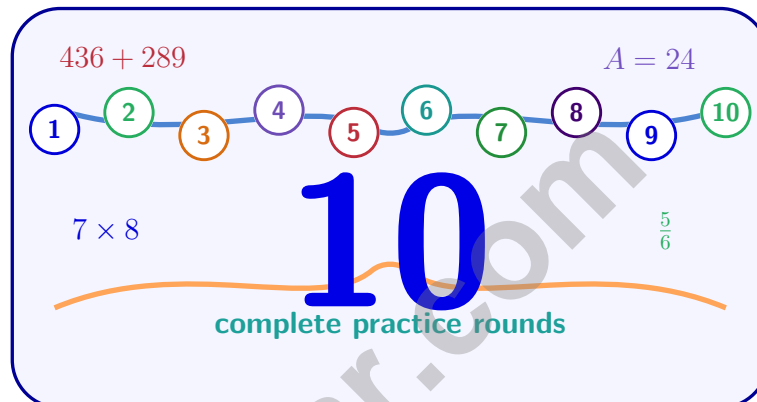 436 + 289
A = 24
1 2 3 4 5 6 7 8 9 10
7 × 8
10
5/6
complete practice rounds
r.com